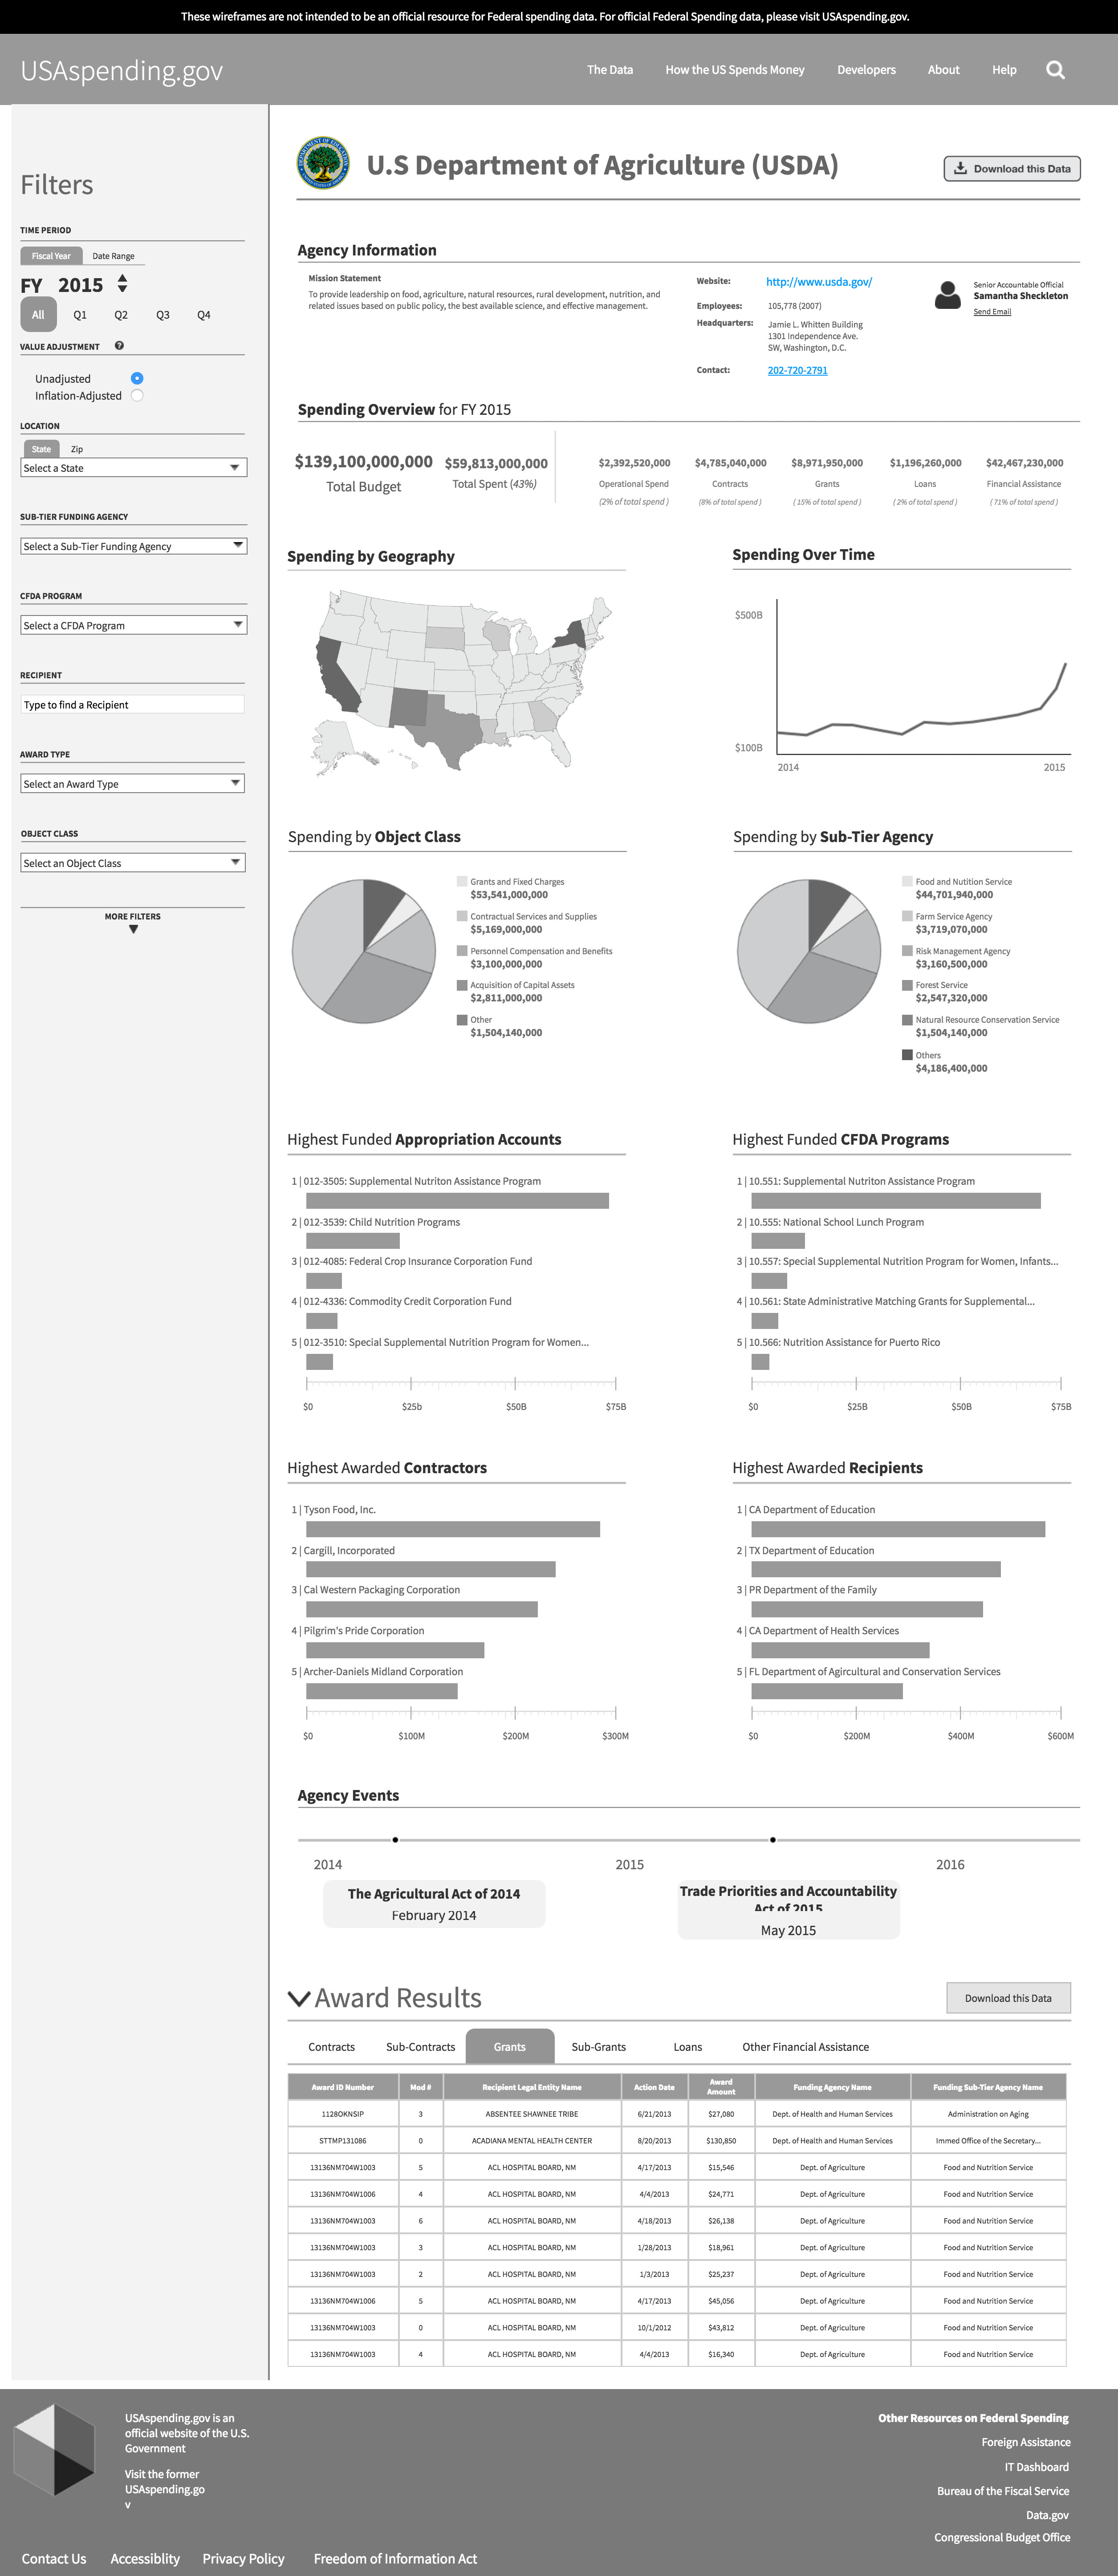 These wireframes are not intended to be an official resource for Federal spending data. For official Federal Spending data, please visit USAspending.gov.
USAspending.gov
The Data
How the US Spends Money
Developers
About
Help
Filters
TIME PERIOD
Fiscal Year
Date Range
FY 2015
All
Q1
Q2
Q3
Q4
VALUE ADJUSTMENT
?
Unadjusted
Inflation-Adjusted
LOCATION
State
Zip
Select a State
SUB-TIER FUNDING AGENCY
Select a Sub-Tier Funding Agency
CFDA PROGRAM
Select a CFDA Program
RECIPIENT
Type to find a Recipient
AWARD TYPE
Select an Award Type
OBJECT CLASS
Select an Object Class
MORE FILTERS
U.S Department of Agriculture (USDA)
Download this Data
Agency Information
Mission Statement
To provide leadership on food, agriculture, natural resources, rural development, nutrition, and
related issues based on public policy, the best available science, and effective management.
Website: http://www.usda.gov/
Employees: 105,778 (2007)
Headquarters: Jamie L. Whitten Building
1301 Independence Ave.
SW, Washington, D.C.
Contact: 202-720-2791
Senior Accountable Official
Samantha Sheckleton
Send Email
Spending Overview for FY 2015
$139,100,000,000
Total Budget
$59,813,000,000
Total Spent (43%)
$2,392,520,000
Operational Spend
(2% of total spend )
$4,785,040,000
Contracts
(8% of total spend )
$8,971,950,000
Grants
( 15% of total spend )
$1,196,260,000
Loans
( 2% of total spend )
$42,467,230,000
Financial Assistance
( 71% of total spend )
Spending by Geography
Spending Over Time
$500B
$100B
2014
2015
Spending by Object Class
Grants and Fixed Charges
$53,541,000,000
Contractual Services and Supplies
$5,169,000,000
Personnel Compensation and Benefits
$3,100,000,000
Acquisition of Capital Assets
$2,811,000,000
Other
$1,504,140,000
Spending by Sub-Tier Agency
Food and Nutition Service
$44,701,940,000
Farm Service Agency
$3,719,070,000
Risk Management Agency
$3,160,500,000
Forest Service
$2,547,320,000
Natural Resource Conservation Service
$1,504,140,000
Others
$4,186,400,000
Highest Funded Appropriation Accounts
1 | 012-3505: Supplemental Nutriton Assistance Program
2 | 012-3539: Child Nutrition Programs
3 | 012-4085: Federal Crop Insurance Corporation Fund
4 | 012-4336: Commodity Credit Corporation Fund
5 | 012-3510: Special Supplemental Nutrition Program for Women...
$0 $25b $50B $75B
Highest Funded CFDA Programs
1 | 10.551: Supplemental Nutriton Assistance Program
2 | 10.555: National School Lunch Program
3 | 10.557: Special Supplemental Nutrition Program for Women, Infants...
4 | 10.561: State Administrative Matching Grants for Supplemental...
5 | 10.566: Nutrition Assistance for Puerto Rico
$0 $25B $50B $75B
Highest Awarded Contractors
1 | Tyson Food, Inc.
2 | Cargill, Incorporated
3 | Cal Western Packaging Corporation
4 | Pilgrim's Pride Corporation
5 | Archer-Daniels Midland Corporation
$0 $100M $200M $300M
Highest Awarded Recipients
1 | CA Department of Education
2 | TX Department of Education
3 | PR Department of the Family
4 | CA Department of Health Services
5 | FL Department of Agircultural and Conservation Services
$0 $200M $400M $600M
Agency Events
2014
2015
2016
The Agricultural Act of 2014
February 2014
Trade Priorities and Accountability
Act of 2015
May 2015
Award Results
Download this Data
Contracts
Sub-Contracts
Grants
Sub-Grants
Loans
Other Financial Assistance
Award ID Number Mod # Recipient Legal Entity Name Action Date Award Amount Funding Agency Name Funding Sub-Tier Agency Name
1128OKNSIP 3 ABSENTEE SHAWNEE TRIBE 6/21/2013 $27,080 Dept. of Health and Human Services Administration on Aging
STTMP131086 0 ACADIANA MENTAL HEALTH CENTER 8/20/2013 $130,850 Dept. of Health and Human Services Immed Office of the Secretary...
13136NM704W1003 5 ACL HOSPITAL BOARD, NM 4/17/2013 $15,546 Dept. of Agriculture Food and Nutrition Service
13136NM704W1006 4 ACL HOSPITAL BOARD, NM 4/4/2013 $24,771 Dept. of Agriculture Food and Nutrition Service
13136NM704W1003 6 ACL HOSPITAL BOARD, NM 4/18/2013 $26,138 Dept. of Agriculture Food and Nutrition Service
13136NM704W1003 3 ACL HOSPITAL BOARD, NM 1/28/2013 $18,961 Dept. of Agriculture Food and Nutrition Service
13136NM704W1003 2 ACL HOSPITAL BOARD, NM 1/3/2013 $25,237 Dept. of Agriculture Food and Nutrition Service
13136NM704W1006 5 ACL HOSPITAL BOARD, NM 4/17/2013 $45,056 Dept. of Agriculture Food and Nutrition Service
13136NM704W1003 0 ACL HOSPITAL BOARD, NM 10/1/2012 $43,812 Dept. of Agriculture Food and Nutrition Service
13136NM704W1003 4 ACL HOSPITAL BOARD, NM 4/4/2013 $16,340 Dept. of Agriculture Food and Nutrition Service
USAspending.gov is an
official website of the U.S.
Government
Visit the former
USAspending.go
v
Other Resources on Federal Spending
Foreign Assistance
IT Dashboard
Bureau of the Fiscal Service
Data.gov
Congressional Budget Office
Contact Us
Accessiblity
Privacy Policy
Freedom of Information Act